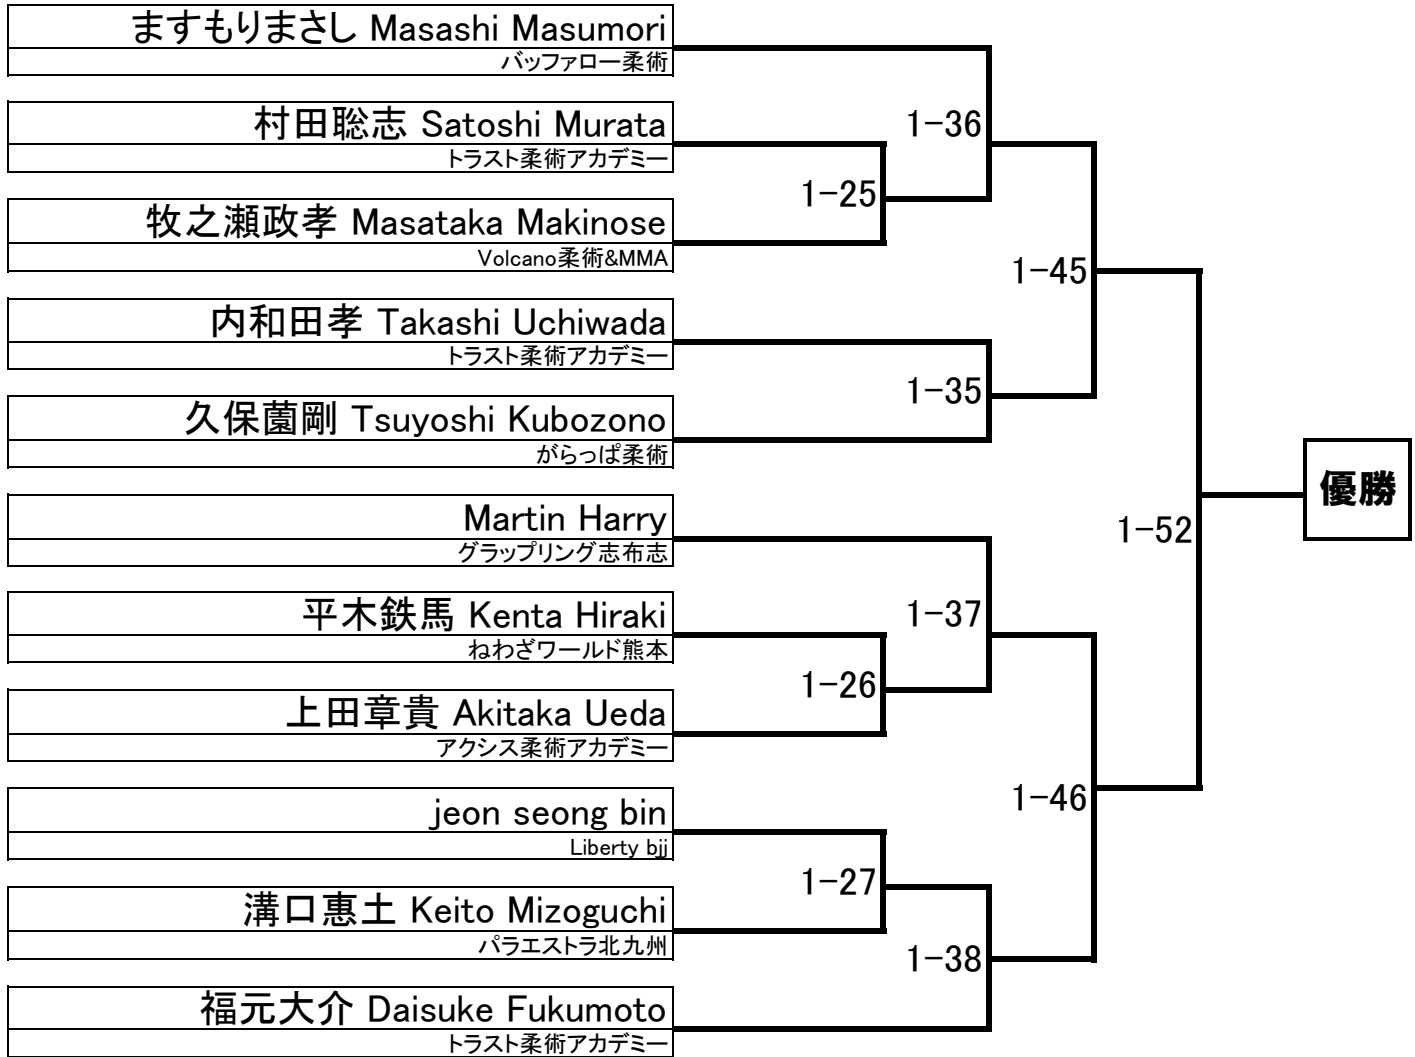 ますもりまさし Masashi Masumori
バッファロー柔術
村田聡志 Satoshi Murata
トラスト柔術アカデミー
1-36
1-25
牧之瀬政孝 Masataka Makinose
Volcano柔術&MMA
1-45
内和田孝 Takashi Uchiwada
トラスト柔術アカデミー
1-35
久保薗剛 Tsuyoshi Kubozono
がらっぱ柔術
優勝
Martin Harry
グラップリング志布志
1-52
平木鉄馬 Kenta Hiraki
ねわざワールド熊本
1-37
1-26
上田章貴 Akitaka Ueda
アクシス柔術アカデミー
1-46
jeon seong bin
Liberty bjj
1-27
溝口惠土 Keito Mizoguchi
パラエストラ北九州
1-38
福元大介 Daisuke Fukumoto
トラスト柔術アカデミー